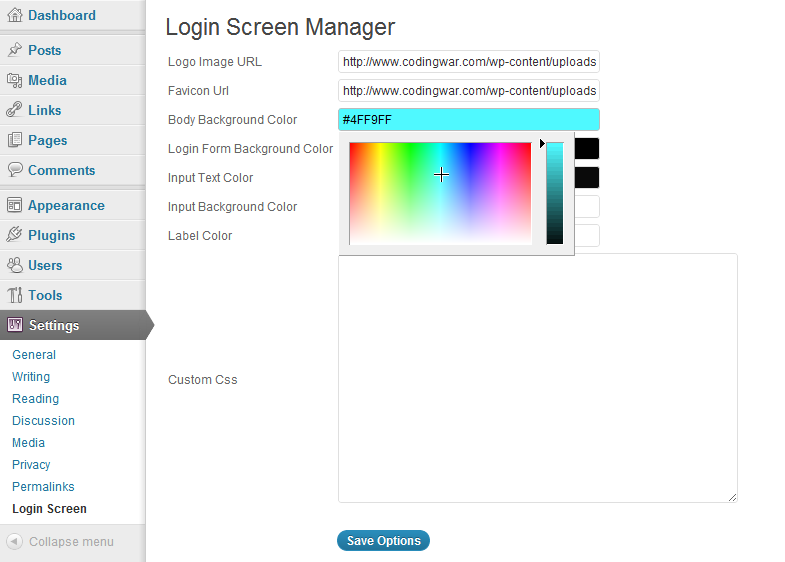 Dashboard
Posts
Media
Links
Pages
Comments
Appearance
Plugins
Users
Tools
Settings
General
Writing
Reading
Discussion
Media
Privacy
Permalinks
Login Screen
Collapse menu
Login Screen Manager
Logo Image URL http://www.codingwar.com/wp-content/uploads
Favicon Url http://www.codingwar.com/wp-content/uploads
Body Background Color #4FF9FF
Login Form Background Color
Input Text Color
Input Background Color
Label Color
Custom Css
Save Options